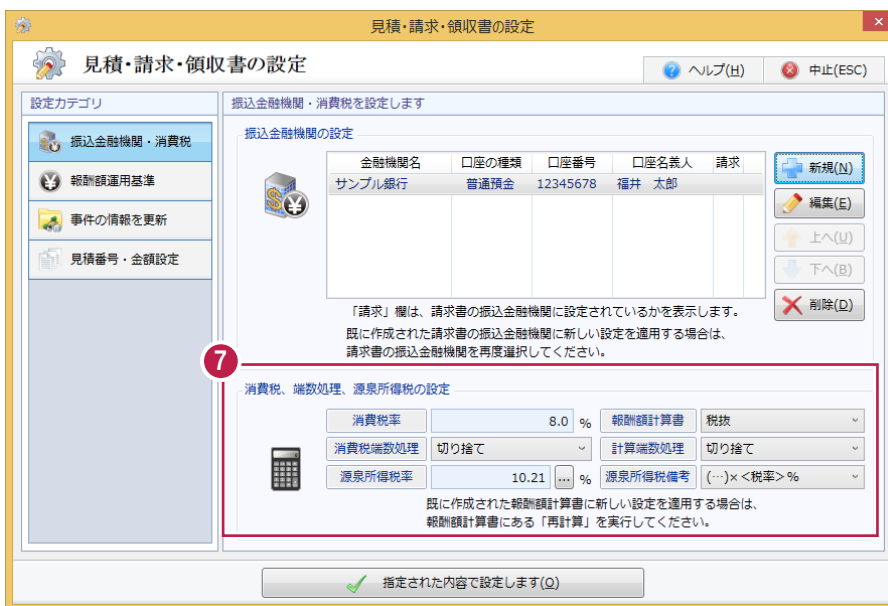 見積・請求・領収書の設定
×
見積・請求・領収書の設定
ヘルプ(H)
中止(ESC)
設定カテゴリ
振込金融機関・消費税
報酬額運用基準
事件の情報を更新
見積番号・金額設定
振込金融機関・消費税を設定します
振込金融機関の設定
金融機関名 口座の種類 口座番号 口座名義人 請求
サンプル銀行 普通預金 12345678 福井 太郎
新規(N)
編集(E)
上へ(U)
下へ(B)
削除(D)
「請求」欄は、請求書の振込金融機関に設定されているかを表示します。
既に作成された請求書の振込金融機関に新しい設定を適用する場合は、
請求書の振込金融機関を再度選択してください。
7
消費税、端数処理、源泉所得税の設定
消費税率 8.0 % 報酬額計算書 税抜
消費税端数処理 切り捨て 計算端数処理 切り捨て
源泉所得税率 10.21 ... % 源泉所得税備考 (…)×<税率>%
既に作成された報酬額計算書に新しい設定を適用する場合は、
報酬額計算書にある「再計算」を実行してください。
指定された内容で設定します(O)